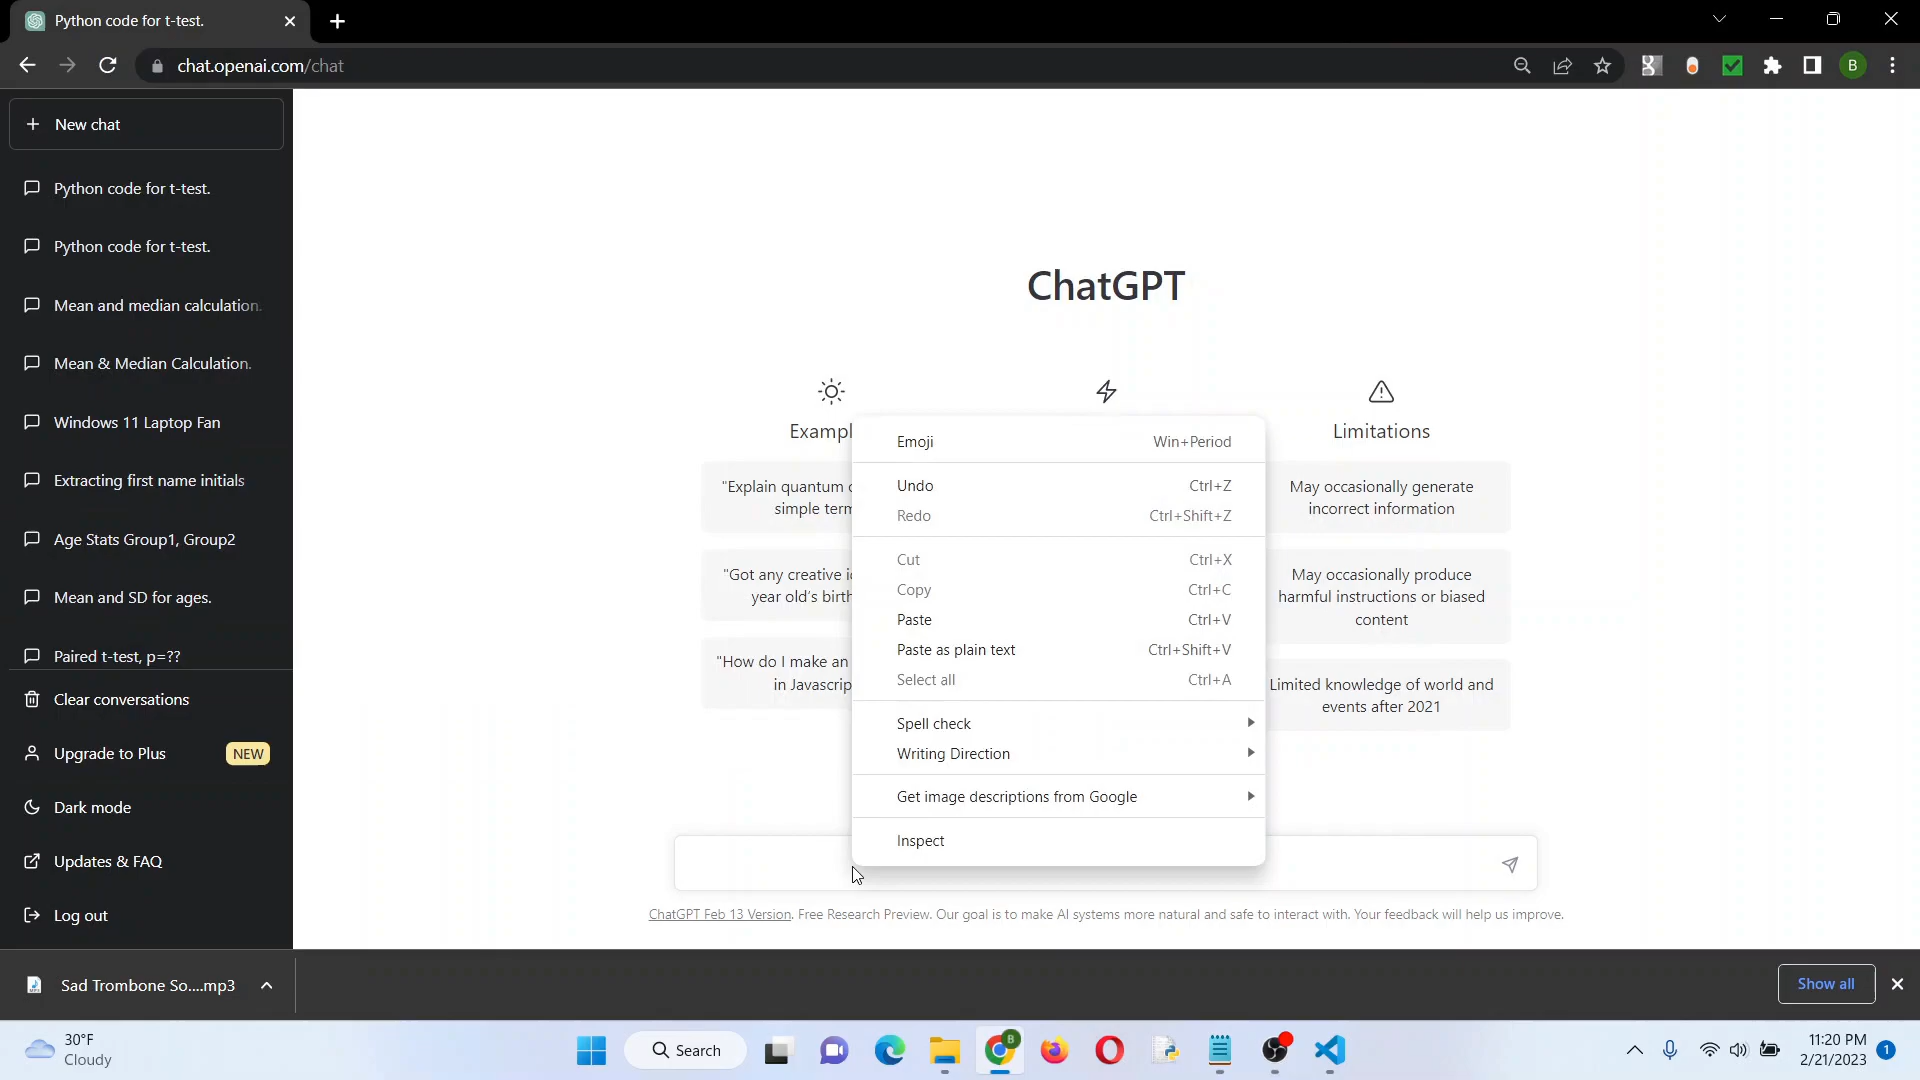 Python code for t-test.
chat.openai.com/chat
B
New chat
Python code for t-test.
Python code for t-test.
Mean and median calculation.
Mean & Median Calculation.
Windows 11 Laptop Fan
Extracting first name initials
Age Stats Group1, Group2
Mean and SD for ages.
Paired t-test, p=??
Clear conversations
Upgrade to Plus NEW
Dark mode
Updates & FAQ
Log out
ChatGPT
Exampl
"Explain quantum c
simple term
"Got any creative ic
year old's birth
"How do I make an
in Javascrip
Limitations
May occasionally generate
incorrect information
May occasionally produce
harmful instructions or biased
content
Limited knowledge of world and
events after 2021
Emoji Win+Period
Undo Ctrl+Z
Redo Ctrl+Shift+Z
Cut Ctrl+X
Copy Ctrl+C
Paste Ctrl+V
Paste as plain text Ctrl+Shift+V
Select all Ctrl+A
Spell check
Writing Direction
Get image descriptions from Google
Inspect
ChatGPT Feb 13 Version. Free Research Preview. Our goal is to make AI systems more natural and safe to interact with. Your feedback will help us improve.
Sad Trombone So....mp3
Show all
30°F
Cloudy
Search
B
11:20 PM
2/21/2023
1